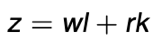 z = wl + rk